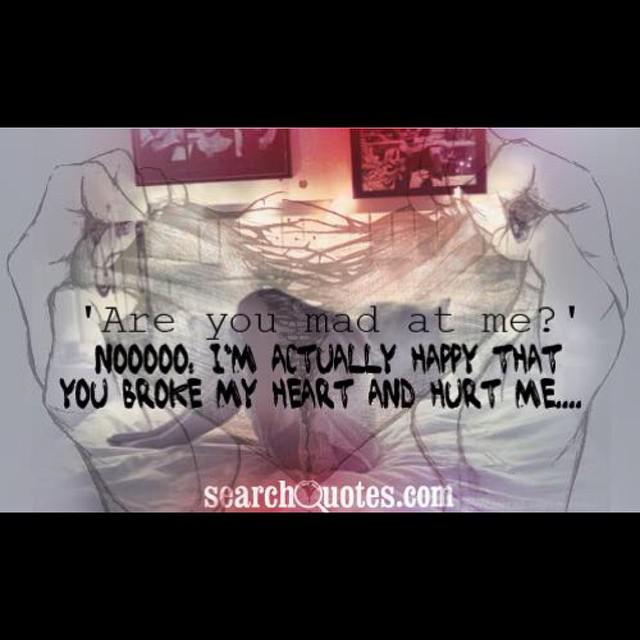 'Are you mad at me?'
NOOOOO. I'M ACTUALLY HAPPY THAT
YOU BROKE MY HEART AND HURT ME....
searchQuotes.com